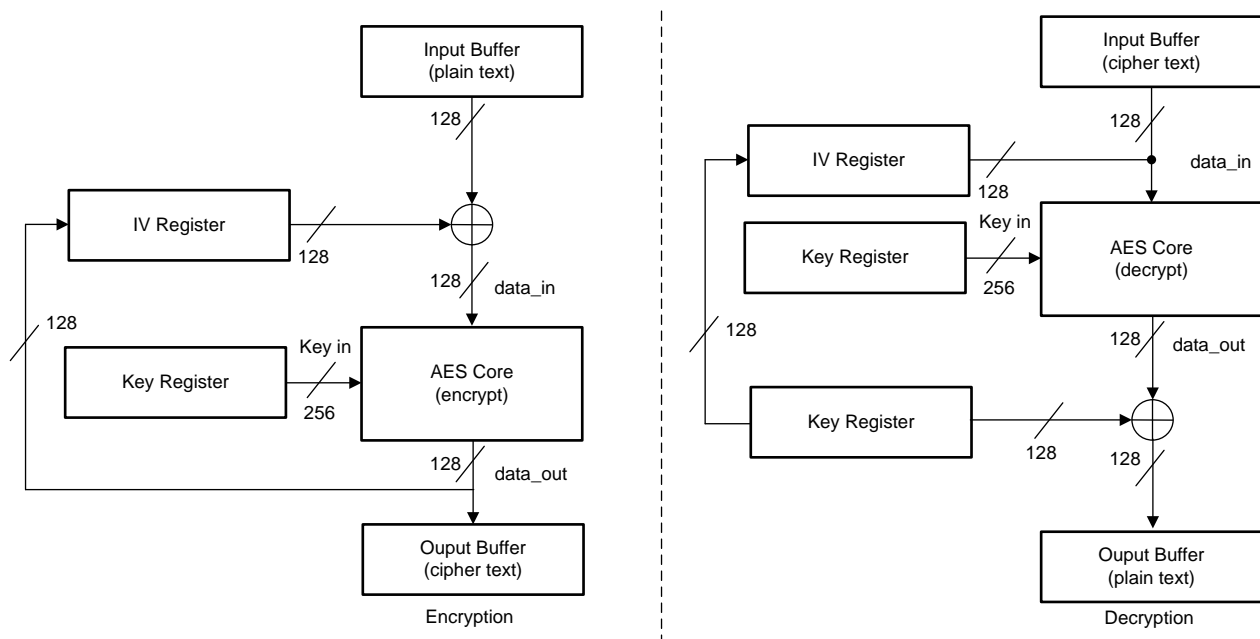 Input Buffer
(plain text)
128
IV Register
128
128
data_in
128
Key in
Key Register
256
AES Core
(encrypt)
128
data_out
Ouput Buffer
(cipher text)
Encryption
Input Buffer
(cipher text)
128
IV Register
128
data_in
Key in
Key Register
256
AES Core
(decrypt)
128
128
data_out
Key Register
128
128
Ouput Buffer
(plain text)
Decryption